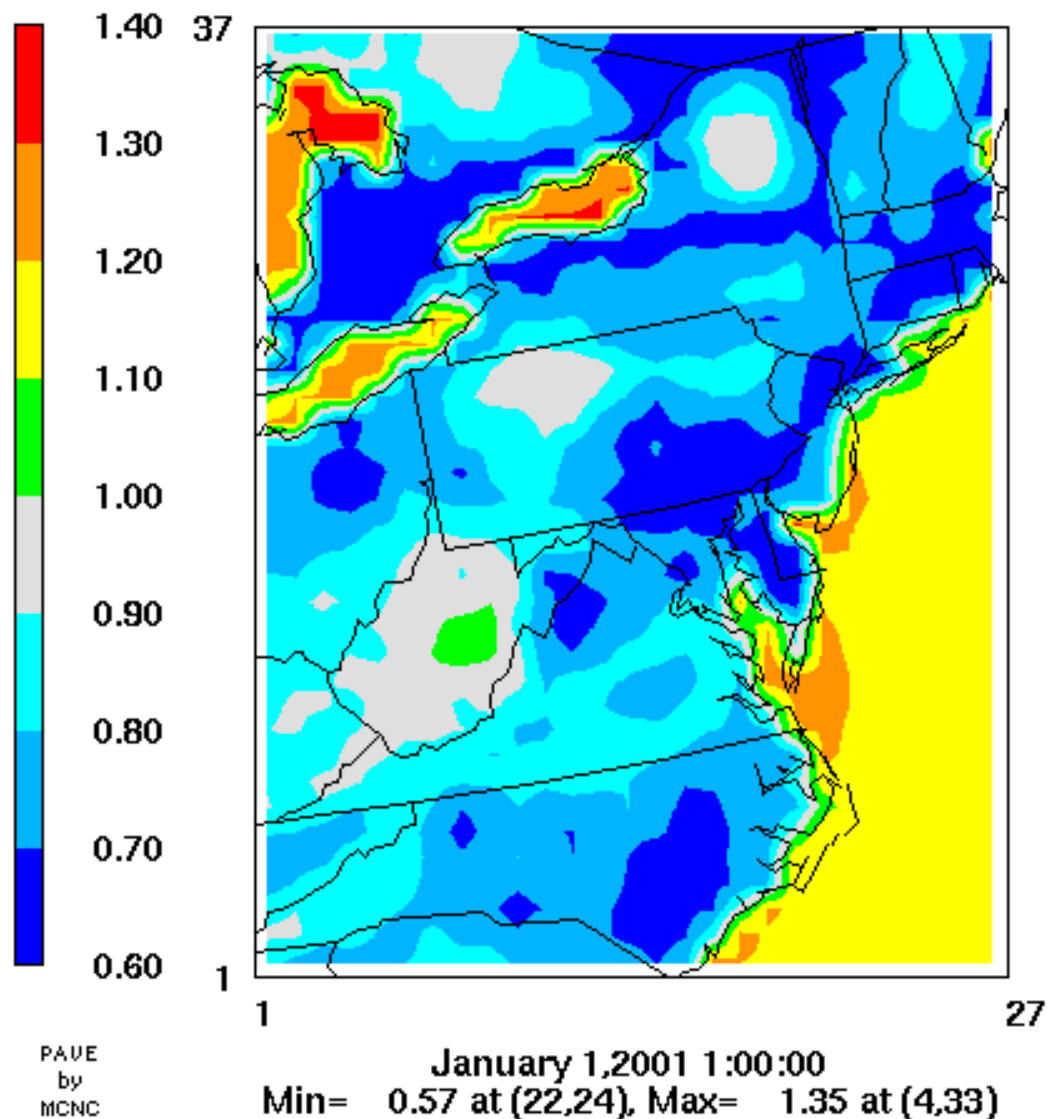 1.40
1.30
1.20
1.10
1.00
0.90
0.80
0.70
0.60
37
1
1
27
PAVE
by
MCNC
January 1,2001 1:00:00
Min= 0.57 at (22,24), Max= 1.35 at (4,33)